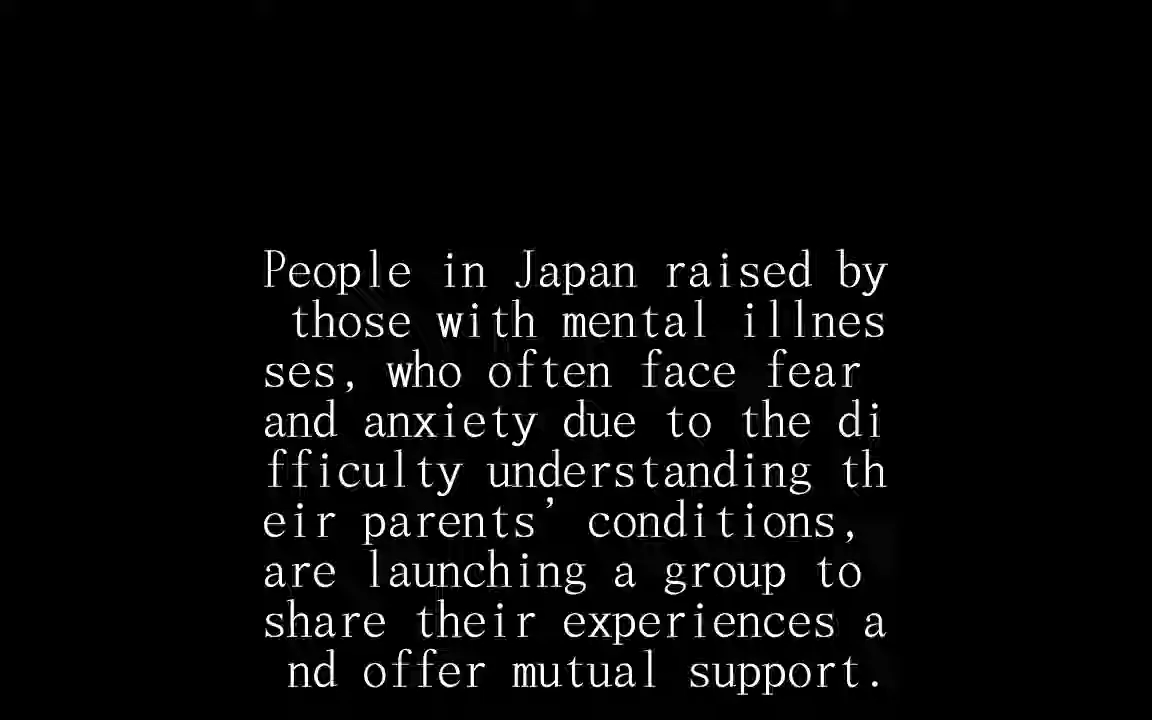 People in Japan raised by
those with mental illnes
ses, who often face fear
and anxiety due to the di
fficulty understanding th
eir parents’ conditions,
are launching a group to
share their experiences a
nd offer mutual support.